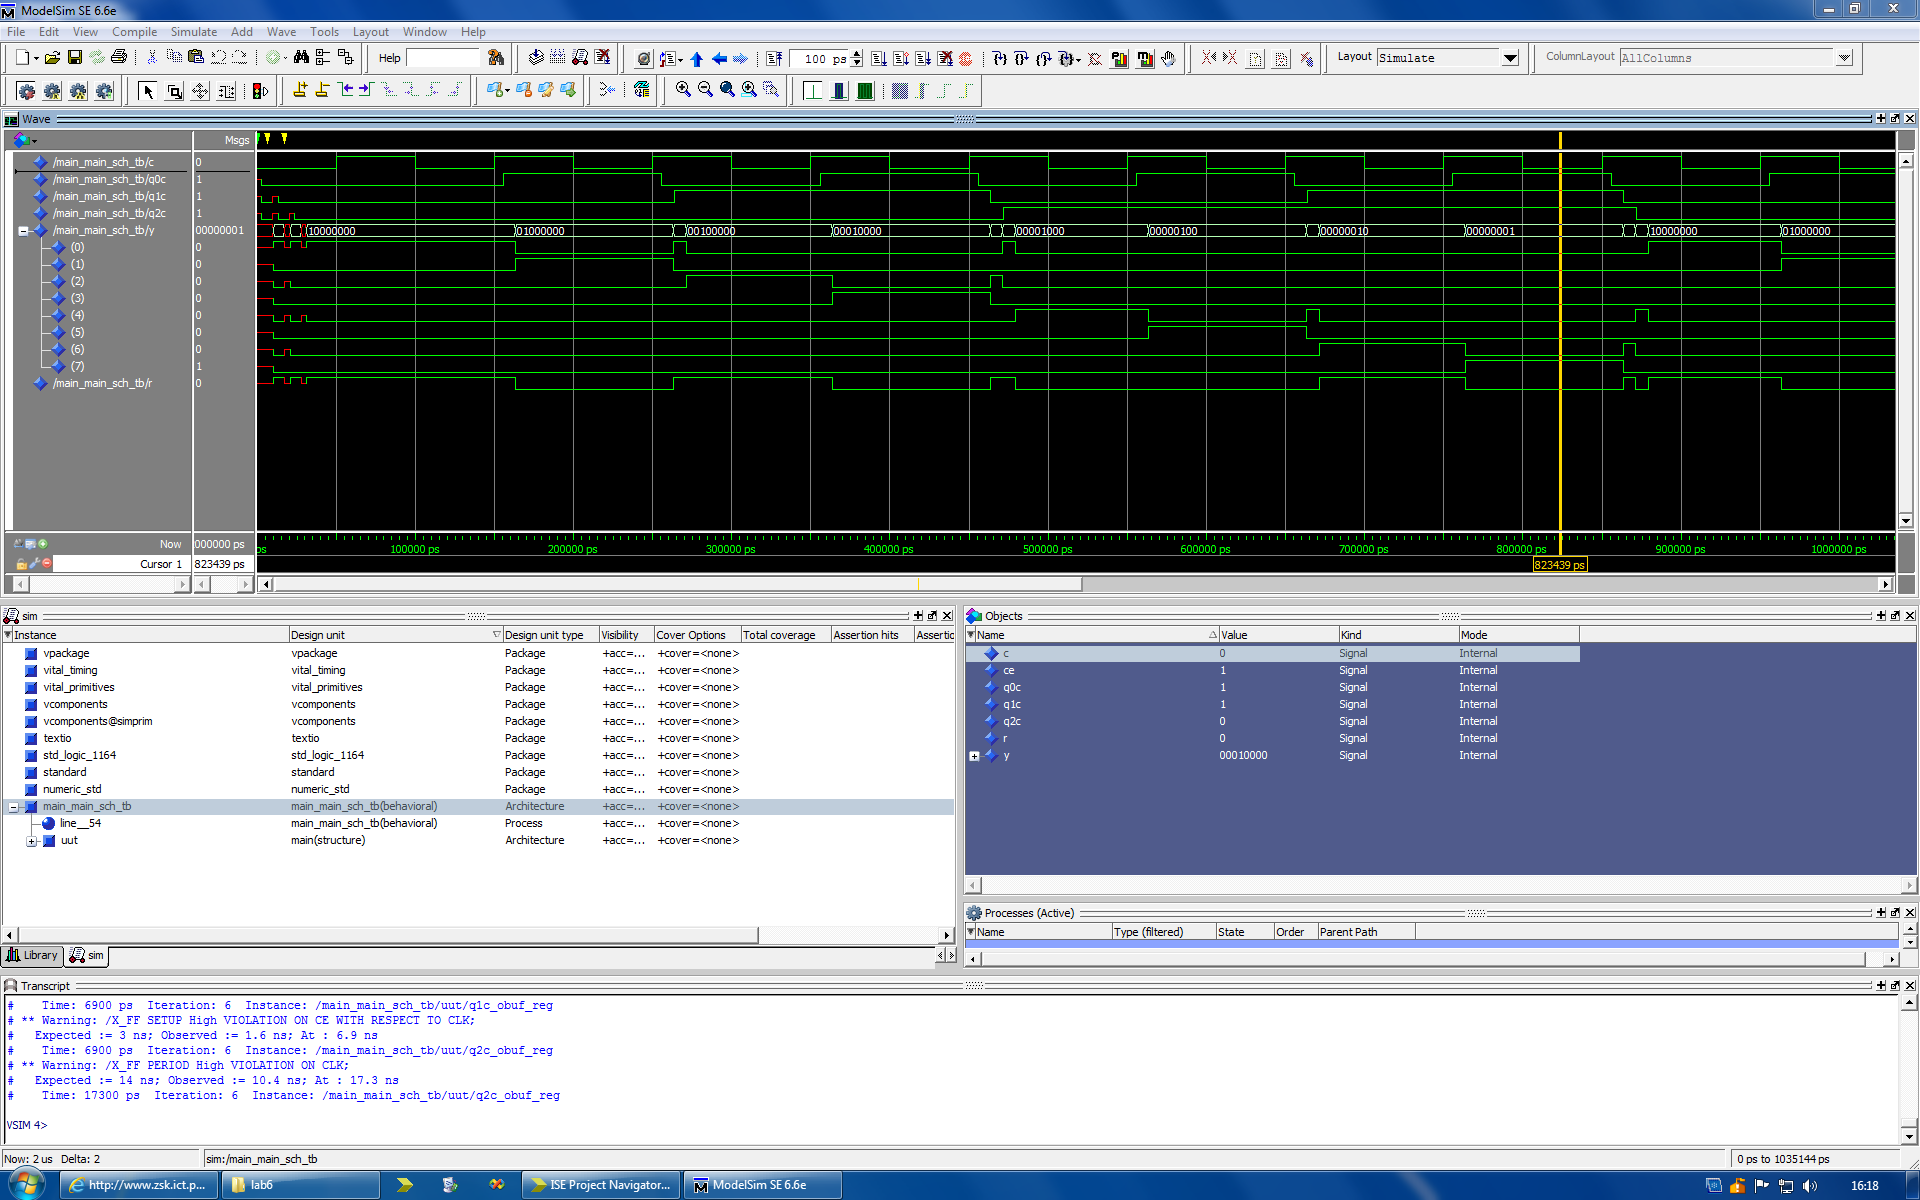 ModelSim SE 6.6e
File Edit View Compile Simulate Add Wave Tools Layout Window Help
Help 100 ps Layout Simulate ColumnLayout AllColumns
Wave
Msgs
/main_main_sch_tb/c 0
/main_main_sch_tb/q0c 1
/main_main_sch_tb/q1c 1
/main_main_sch_tb/q2c 1
/main_main_sch_tb/y 00000001 10000000 01000000 00100000 00010000 00001000 00000100 00000010 00000001 10000000 01000000
(0) 0
(1) 0
(2) 0
(3) 0
(4) 0
(5) 0
(6) 0
(7) 1
/main_main_sch_tb/r 0
Now 000000 ps ps 100000 ps 200000 ps 300000 ps 400000 ps 500000 ps 600000 ps 700000 ps 800000 ps 900000 ps 1000000 ps
Cursor 1 823439 ps 823439 ps
sim
Instance Design unit Design unit type Visibility Cover Options Total coverage Assertion hits Assertic
vpackage vpackage Package +acc=... +cover=<none>
vital_timing vital_timing Package +acc=... +cover=<none>
vital_primitives vital_primitives Package +acc=... +cover=<none>
vcomponents vcomponents Package +acc=... +cover=<none>
vcomponents@simprim vcomponents Package +acc=... +cover=<none>
textio textio Package +acc=... +cover=<none>
std_logic_1164 std_logic_1164 Package +acc=... +cover=<none>
standard standard Package +acc=... +cover=<none>
numeric_std numeric_std Package +acc=... +cover=<none>
main_main_sch_tb main_main_sch_tb(behavioral) Architecture +acc=... +cover=<none>
line__54 main_main_sch_tb(behavioral) Process +acc=... +cover=<none>
uut main(structure) Architecture +acc=... +cover=<none>
Library sim
Objects
Name Value Kind Mode
c 0 Signal Internal
ce 1 Signal Internal
q0c 1 Signal Internal
q1c 1 Signal Internal
q2c 0 Signal Internal
r 0 Signal Internal
y 00010000 Signal Internal
Processes (Active)
Name Type (filtered) State Order Parent Path
Transcript
# Time: 6900 ps Iteration: 6 Instance: /main_main_sch_tb/uut/q1c_obuf_reg
# ** Warning: /X_FF SETUP High VIOLATION ON CE WITH RESPECT TO CLK;
# Expected := 3 ns; Observed := 1.6 ns; At : 6.9 ns
# Time: 6900 ps Iteration: 6 Instance: /main_main_sch_tb/uut/q2c_obuf_reg
# ** Warning: /X_FF PERIOD High VIOLATION ON CLK;
# Expected := 14 ns; Observed := 10.4 ns; At : 17.3 ns
# Time: 17300 ps Iteration: 6 Instance: /main_main_sch_tb/uut/q2c_obuf_reg
VSIM 4>
Now: 2 us Delta: 2 sim:/main_main_sch_tb 0 ps to 1035144 ps
http://www.zsk.ict.p... lab6 ISE Project Navigator... ModelSim SE 6.6e 16:18